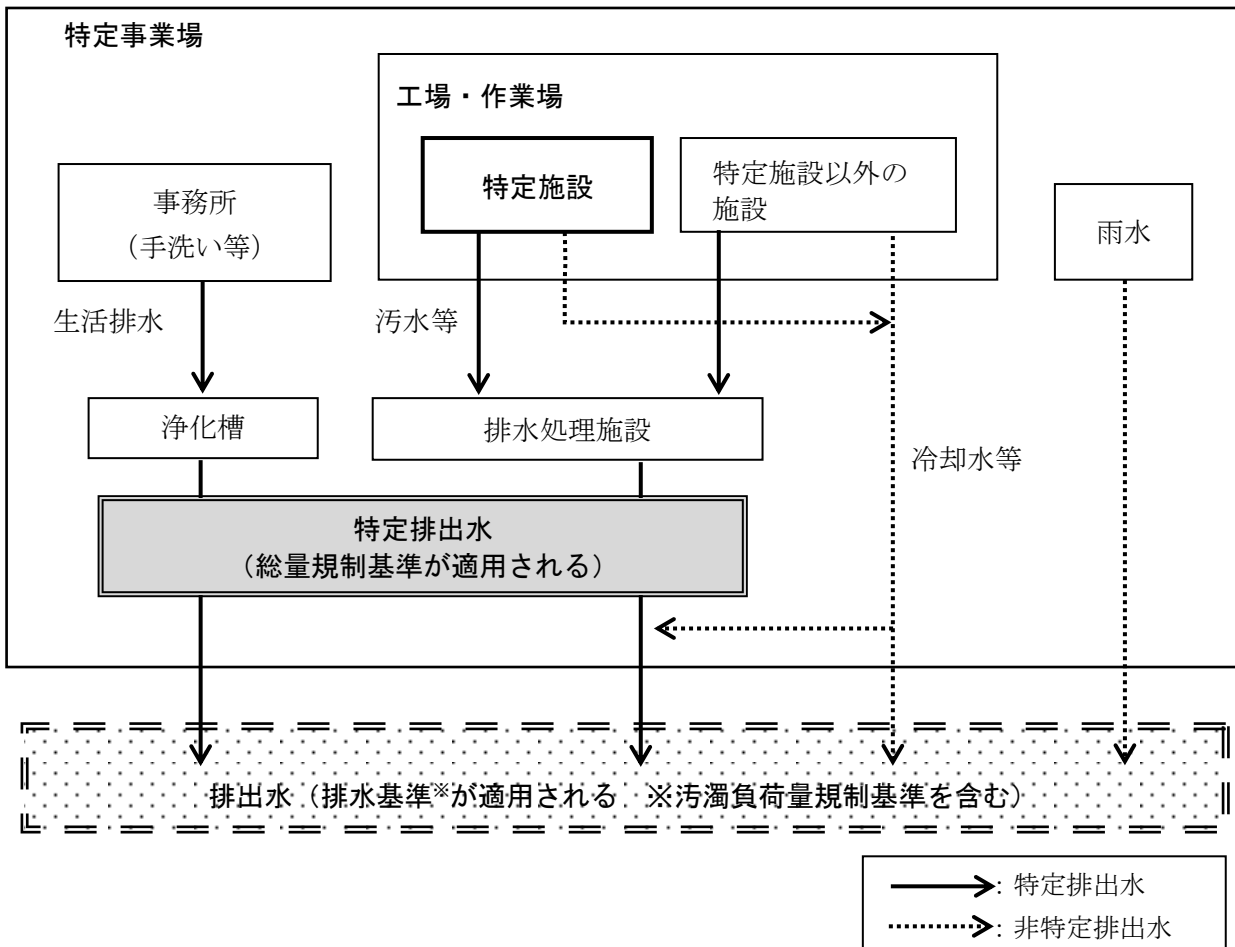 特定事業場
工場・作業場
特定施設
特定施設以外の
施設
事務所
（手洗い等）
雨水
生活排水
汚水等
浄化槽
排水処理施設
冷却水等
特定排出水
（総量規制基準が適用される）
排出水（排水基準※が適用される　※汚濁負荷量規制基準を含む）
: 特定排出水
: 非特定排出水